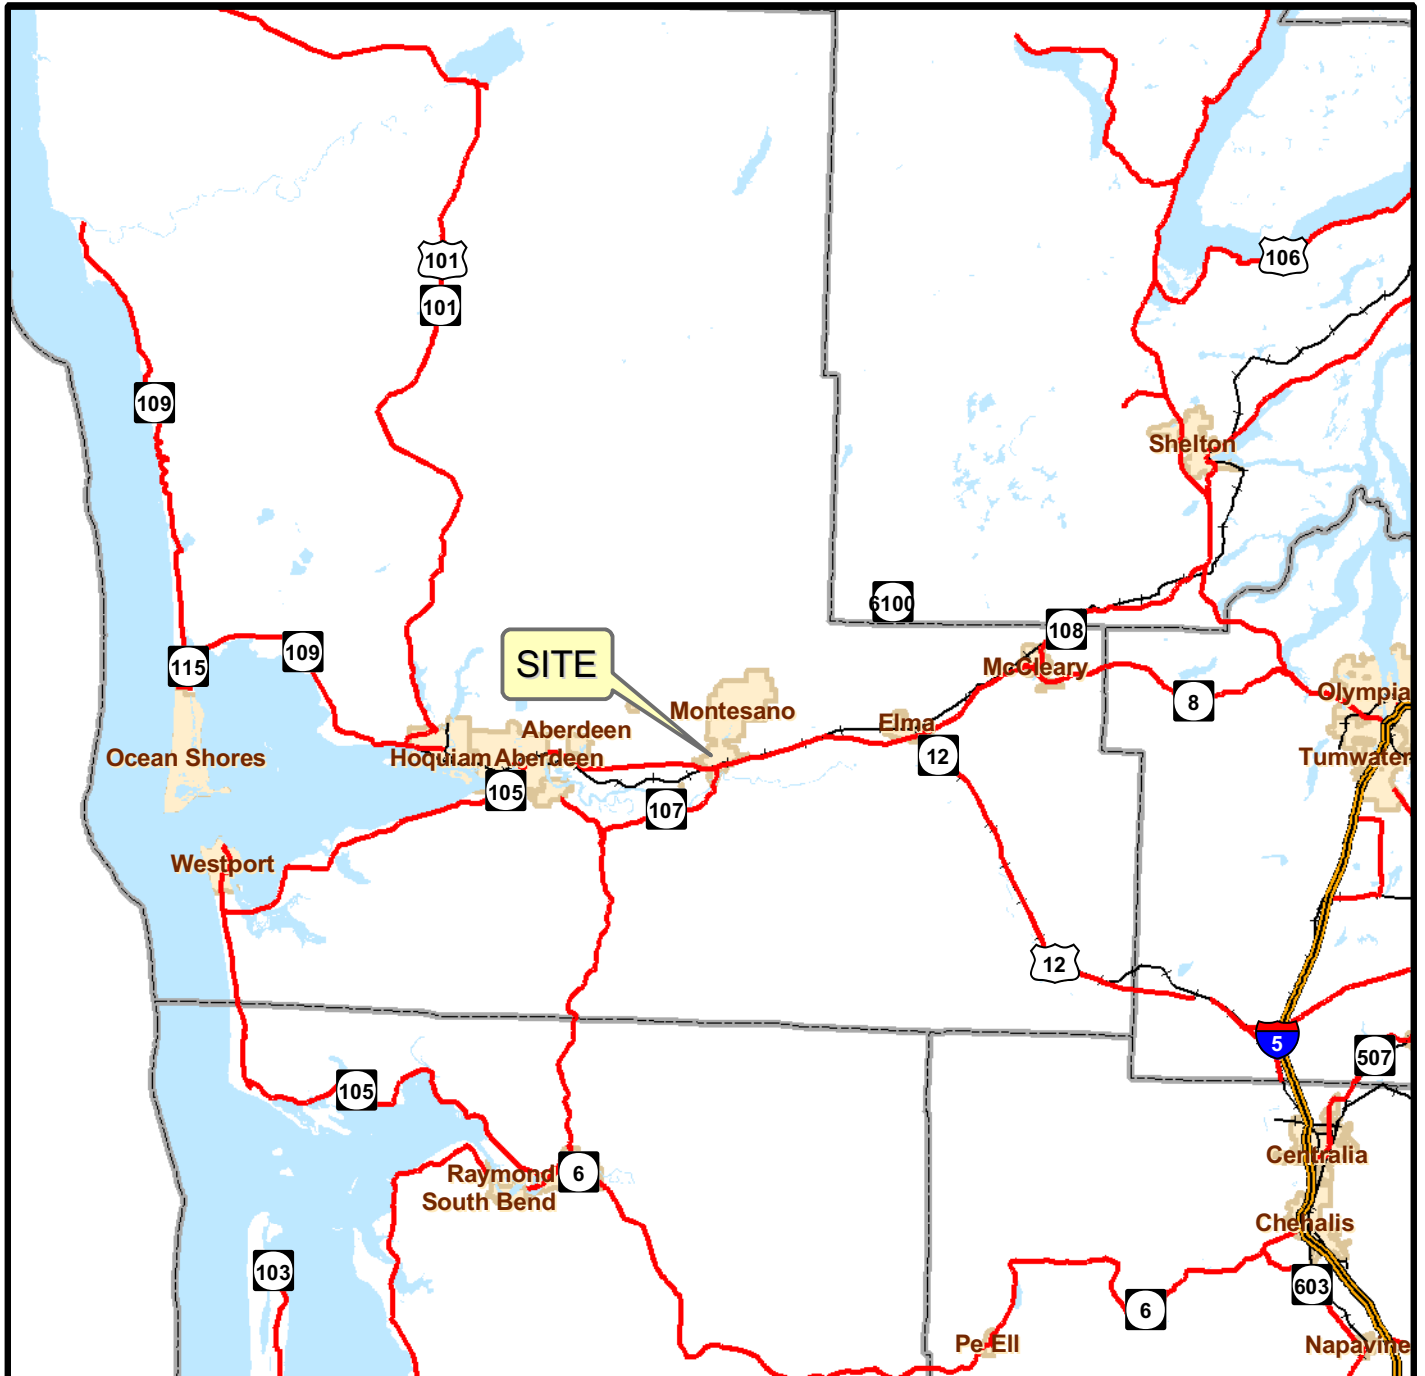 101
106
101
109
Shelton
6100
108
109
115
SITE
McCleary
8
Olympia
Montesano
Elma
Aberdeen
Ocean Shores
Hoquiam
Aberdeen
12
Tumwater
105
107
Westport
12
5
507
105
Centralia
Raymond
6
South Bend
Chehalis
103
603
6
Pe Ell
Napavine